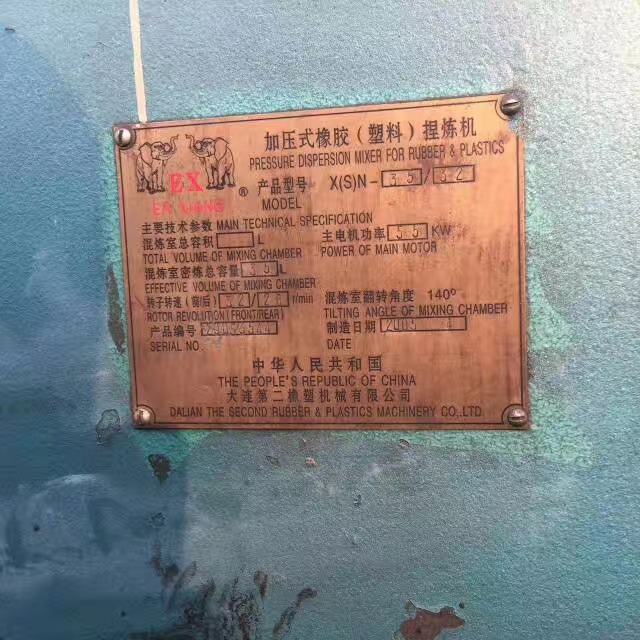 加压式橡胶(塑料)捏炼机
PRESSURE DISPERSION MIXER FOR RUBBER & PLASTICS
EX
ER XIANG ®
产品型号 X(S)N-35/32
MODEL
主要技术参数 MAIN TECHNICAL SPECIFICATION
混炼室总容积 L 主电机功率 55 KW
TOTAL VOLUME OF MIXING CHAMBER POWER OF MAIN MOTOR
混炼室密炼总容量 35 L
EFFECTIVE VOLUME OF MIXING CHAMBER
转子转速(前/后) 32/26 r/min 混炼室翻转角度 140°
ROTOR REVOLUTION(FRONT/REAR) TILTING ANGLE OF MIXING CHAMBER
产品编号 制造日期 2003
SERIAL NO. DATE
中华人民共和国
THE PEOPLE'S REPUBLIC OF CHINA
大连第二橡塑机械有限公司
DALIAN THE SECOND RUBBER & PLASTICS MACHINERY CO.,LTD.